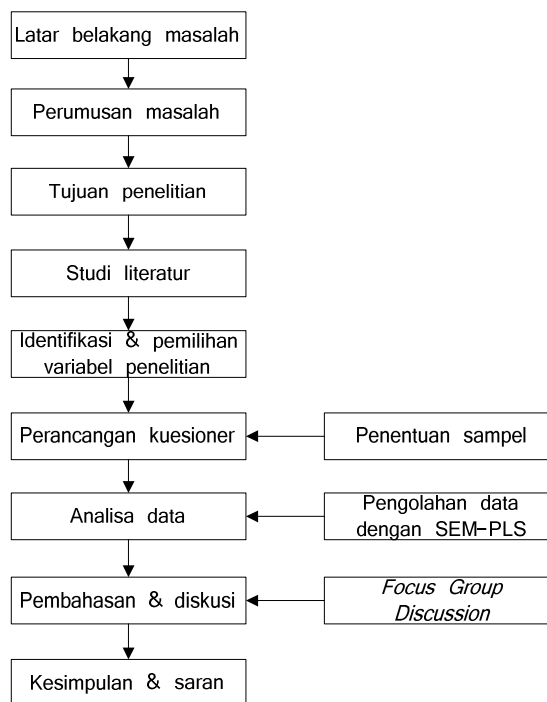 Latar belakang masalah
Perumusan masalah
Tujuan penelitian
Studi literatur
Identifikasi & pemilihan
variabel penelitian
Perancangan kuesioner
Penentuan sampel
Analisa data
Pengolahan data
dengan SEM-PLS
Pembahasan & diskusi
Focus Group
Discussion
Kesimpulan & saran